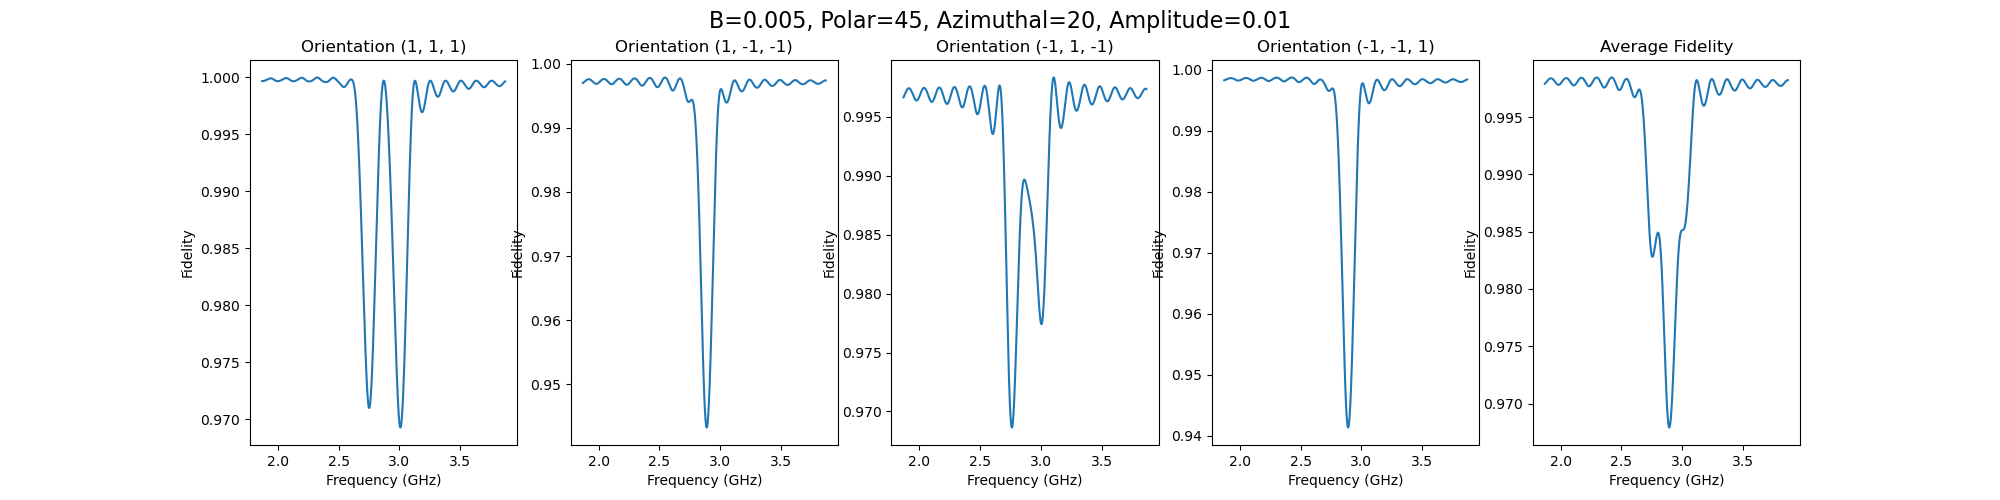 B=0.005, Polar=45, Azimuthal=20, Amplitude=0.01
Orientation (1, 1, 1)
1.000
0.995
0.990
0.985
0.980
0.975
0.970
Fidelity
2.0 2.5 3.0 3.5
Frequency (GHz)
Orientation (1, -1, -1)
1.00
0.99
0.98
0.97
0.96
0.95
Fidelity
2.0 2.5 3.0 3.5
Frequency (GHz)
Orientation (-1, 1, -1)
0.995
0.990
0.985
0.980
0.975
0.970
Fidelity
2.0 2.5 3.0 3.5
Frequency (GHz)
Orientation (-1, -1, 1)
1.00
0.99
0.98
0.97
0.96
0.95
0.94
Fidelity
2.0 2.5 3.0 3.5
Frequency (GHz)
Average Fidelity
0.995
0.990
0.985
0.980
0.975
0.970
Fidelity
2.0 2.5 3.0 3.5
Frequency (GHz)